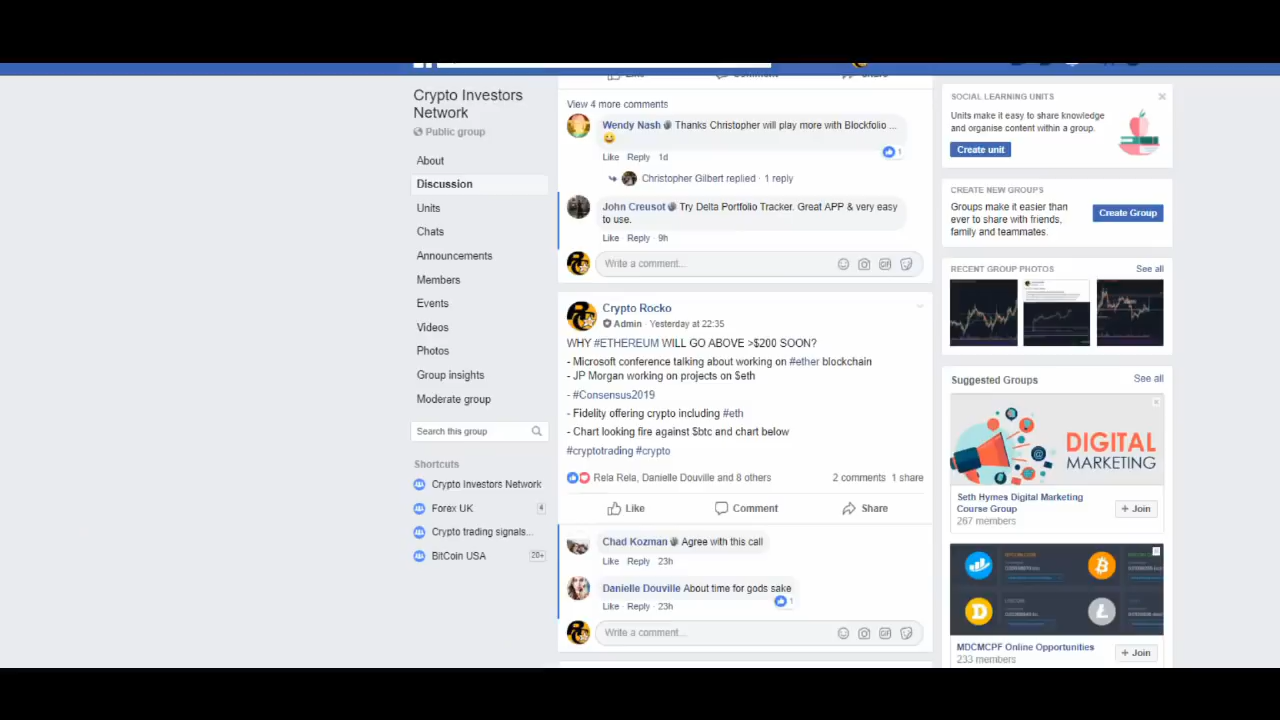 Crypto Investors
Network
Public group
About
Discussion
Units
Chats
Announcements
Members
Events
Videos
Photos
Group insights
Moderate group
Search this group
Shortcuts
Crypto Investors Network
Forex UK 4
Crypto trading signals...
BitCoin USA 20+
Like Comment Share
View 4 more comments
Wendy Nash Thanks Christopher will play more with Blockfolio ...
1
Like Reply 1d
Christopher Gilbert replied · 1 reply
John Creusot Try Delta Portfolio Tracker. Great APP & very easy
to use.
Like · Reply · 9h
Write a comment...
Crypto Rocko
Admin · Yesterday at 22:35
WHY #ETHEREUM WILL GO ABOVE >$200 SOON?
- Microsoft conference talking about working on #ether blockchain
- JP Morgan working on projects on $eth
- #Consensus2019
- Fidelity offering crypto including #eth
- Chart looking fire against $btc and chart below
#cryptotrading #crypto
Rela Rela, Danielle Douville and 8 others 2 comments 1 share
Like Comment Share
Chad Kozman Agree with this call
Like · Reply · 23h
Danielle Douville About time for gods sake
1
Like · Reply · 23h
Write a comment...
SOCIAL LEARNING UNITS
Units make it easy to share knowledge
and organise content within a group.
Create unit
CREATE NEW GROUPS
Groups make it easier than
ever to share with friends,
family and teammates.
Create Group
RECENT GROUP PHOTOS See all
Suggested Groups See all
DIGITAL
MARKETING
Seth Hymes Digital Marketing
Course Group
267 members
+ Join
MDCMCPF Online Opportunities
233 members
+ Join